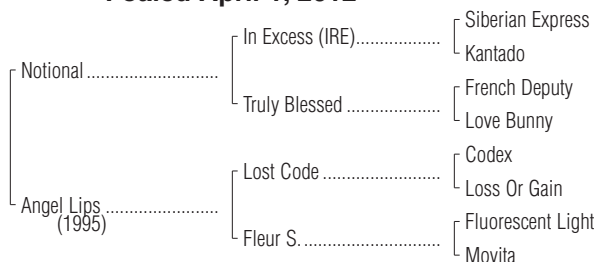 Foaled April 1, 2012
Siberian Express
In Excess (IRE)
Kantado
Notional
French Deputy
Truly Blessed
Love Bunny
Codex
Lost Code
Loss Or Gain
Angel Lips
(1995)
Fluorescent Light
Fleur S.
Movita